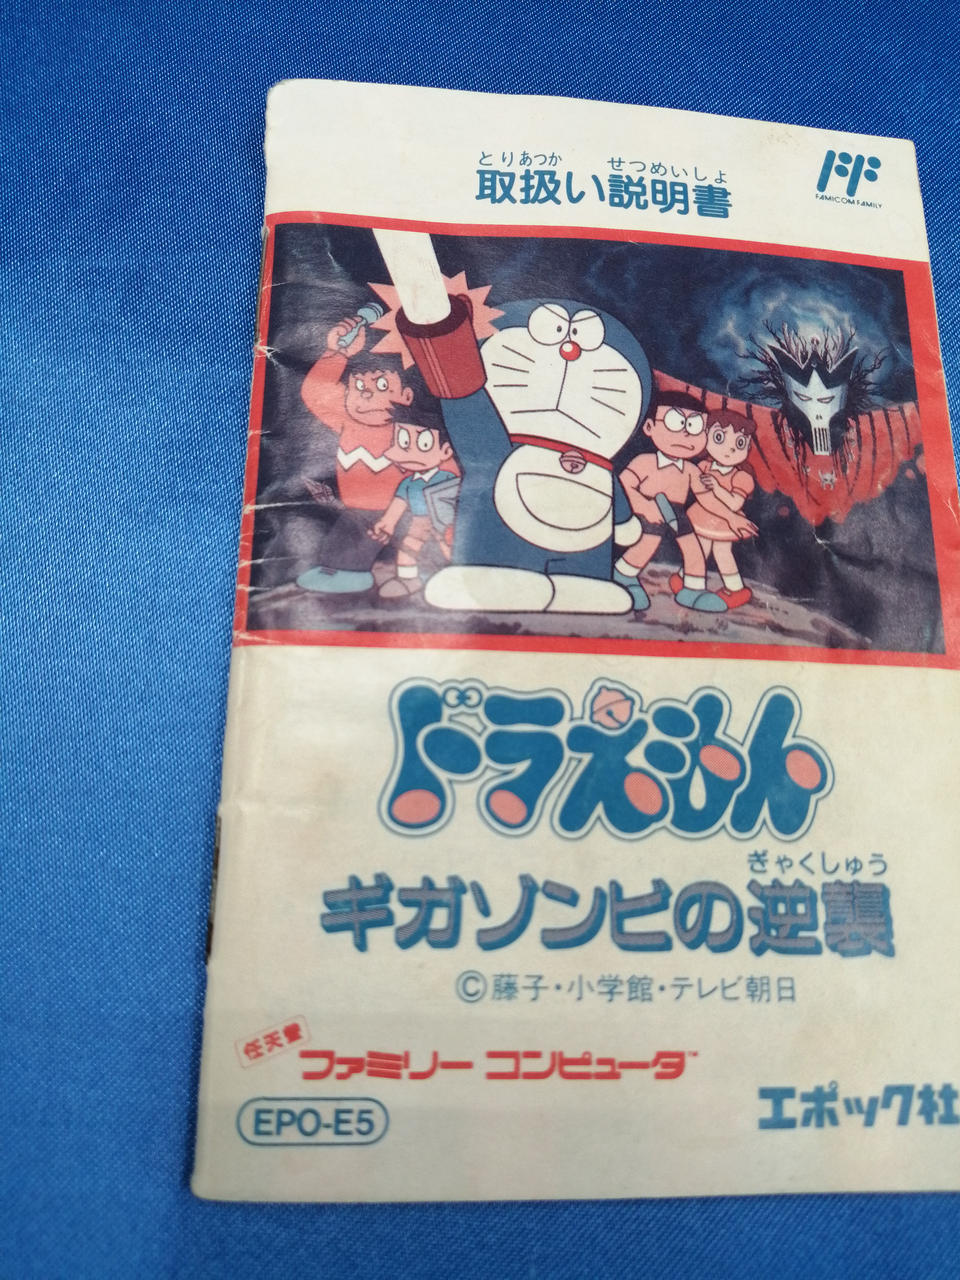 とりあつか せつめいしょ
取扱い説明書
FF
FAMICOM FAMILY
ドラえもん
ぎゃくしゅう
ギガゾンビの逆襲
©藤子・小学館・テレビ朝日
任天堂
ファミリー コンピュータ™
EPO-E5
エポック社